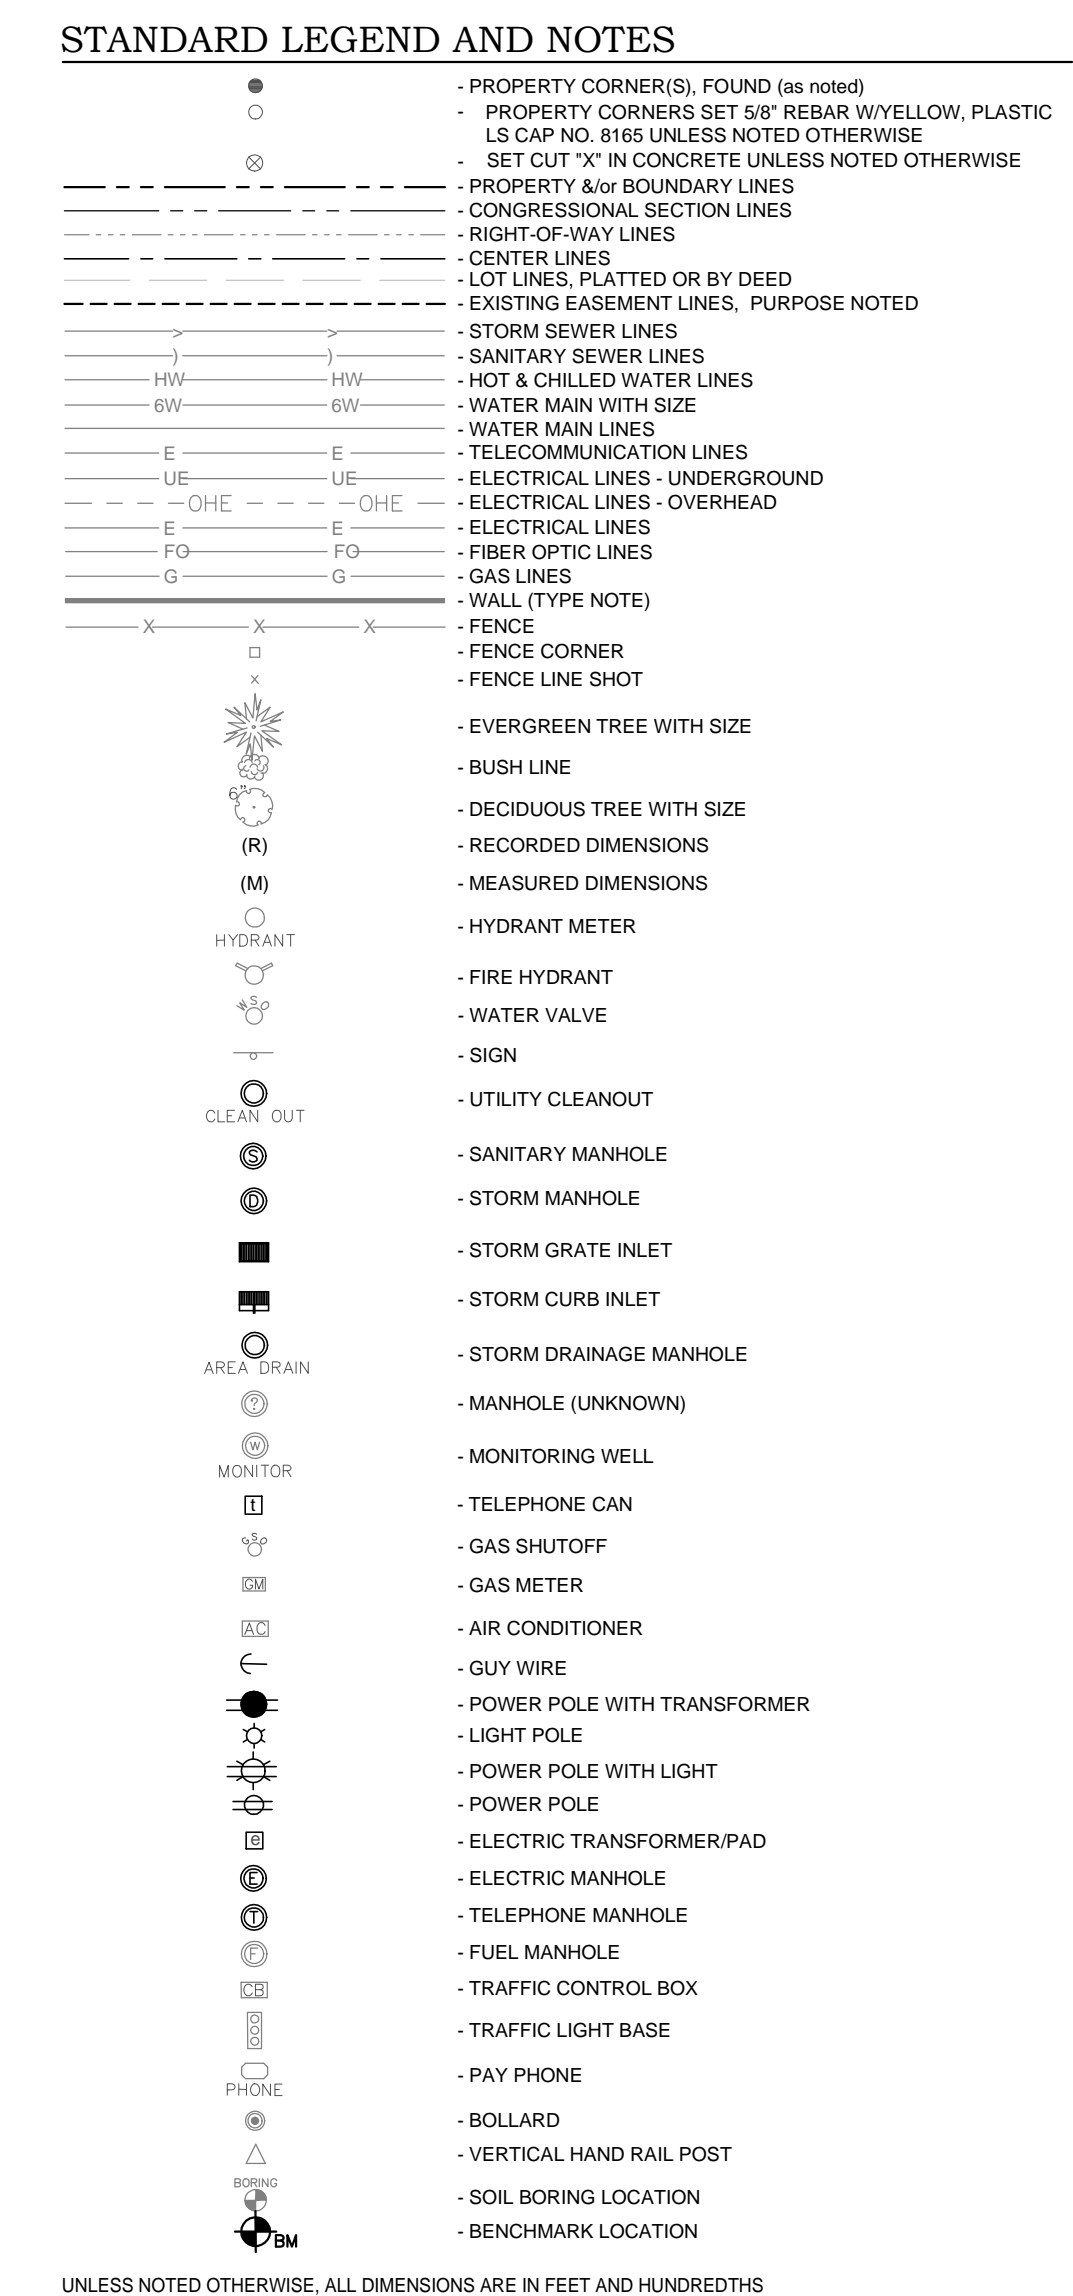 STANDARD LEGEND AND NOTES
- PROPERTY CORNER(S), FOUND (as noted)
- PROPERTY CORNERS SET 5/8" REBAR W/YELLOW, PLASTIC
LS CAP NO. 8165 UNLESS NOTED OTHERWISE
- SET CUT "X" IN CONCRETE UNLESS NOTED OTHERWISE
- PROPERTY &/or BOUNDARY LINES
- CONGRESSIONAL SECTION LINES
- RIGHT-OF-WAY LINES
- CENTER LINES
- LOT LINES, PLATTED OR BY DEED
- EXISTING EASEMENT LINES, PURPOSE NOTED
> > - STORM SEWER LINES
) ) - SANITARY SEWER LINES
HW HW - HOT & CHILLED WATER LINES
6W 6W - WATER MAIN WITH SIZE
- WATER MAIN LINES
E E - TELECOMMUNICATION LINES
UE UE - ELECTRICAL LINES - UNDERGROUND
OHE OHE - ELECTRICAL LINES - OVERHEAD
E E - ELECTRICAL LINES
FO FO - FIBER OPTIC LINES
G G - GAS LINES
- WALL (TYPE NOTE)
X X X - FENCE
- FENCE CORNER
x - FENCE LINE SHOT
- EVERGREEN TREE WITH SIZE
- BUSH LINE
6" - DECIDUOUS TREE WITH SIZE
(R) - RECORDED DIMENSIONS
(M) - MEASURED DIMENSIONS
HYDRANT - HYDRANT METER
- FIRE HYDRANT
WSO - WATER VALVE
- SIGN
CLEAN OUT - UTILITY CLEANOUT
S - SANITARY MANHOLE
D - STORM MANHOLE
- STORM GRATE INLET
- STORM CURB INLET
AREA DRAIN - STORM DRAINAGE MANHOLE
? - MANHOLE (UNKNOWN)
W MONITOR - MONITORING WELL
t - TELEPHONE CAN
GSO - GAS SHUTOFF
GM - GAS METER
AC - AIR CONDITIONER
- GUY WIRE
- POWER POLE WITH TRANSFORMER
- LIGHT POLE
- POWER POLE WITH LIGHT
- POWER POLE
e - ELECTRIC TRANSFORMER/PAD
E - ELECTRIC MANHOLE
T - TELEPHONE MANHOLE
F - FUEL MANHOLE
CB - TRAFFIC CONTROL BOX
- TRAFFIC LIGHT BASE
PHONE - PAY PHONE
- BOLLARD
- VERTICAL HAND RAIL POST
BORING - SOIL BORING LOCATION
BM - BENCHMARK LOCATION
UNLESS NOTED OTHERWISE, ALL DIMENSIONS ARE IN FEET AND HUNDREDTHS